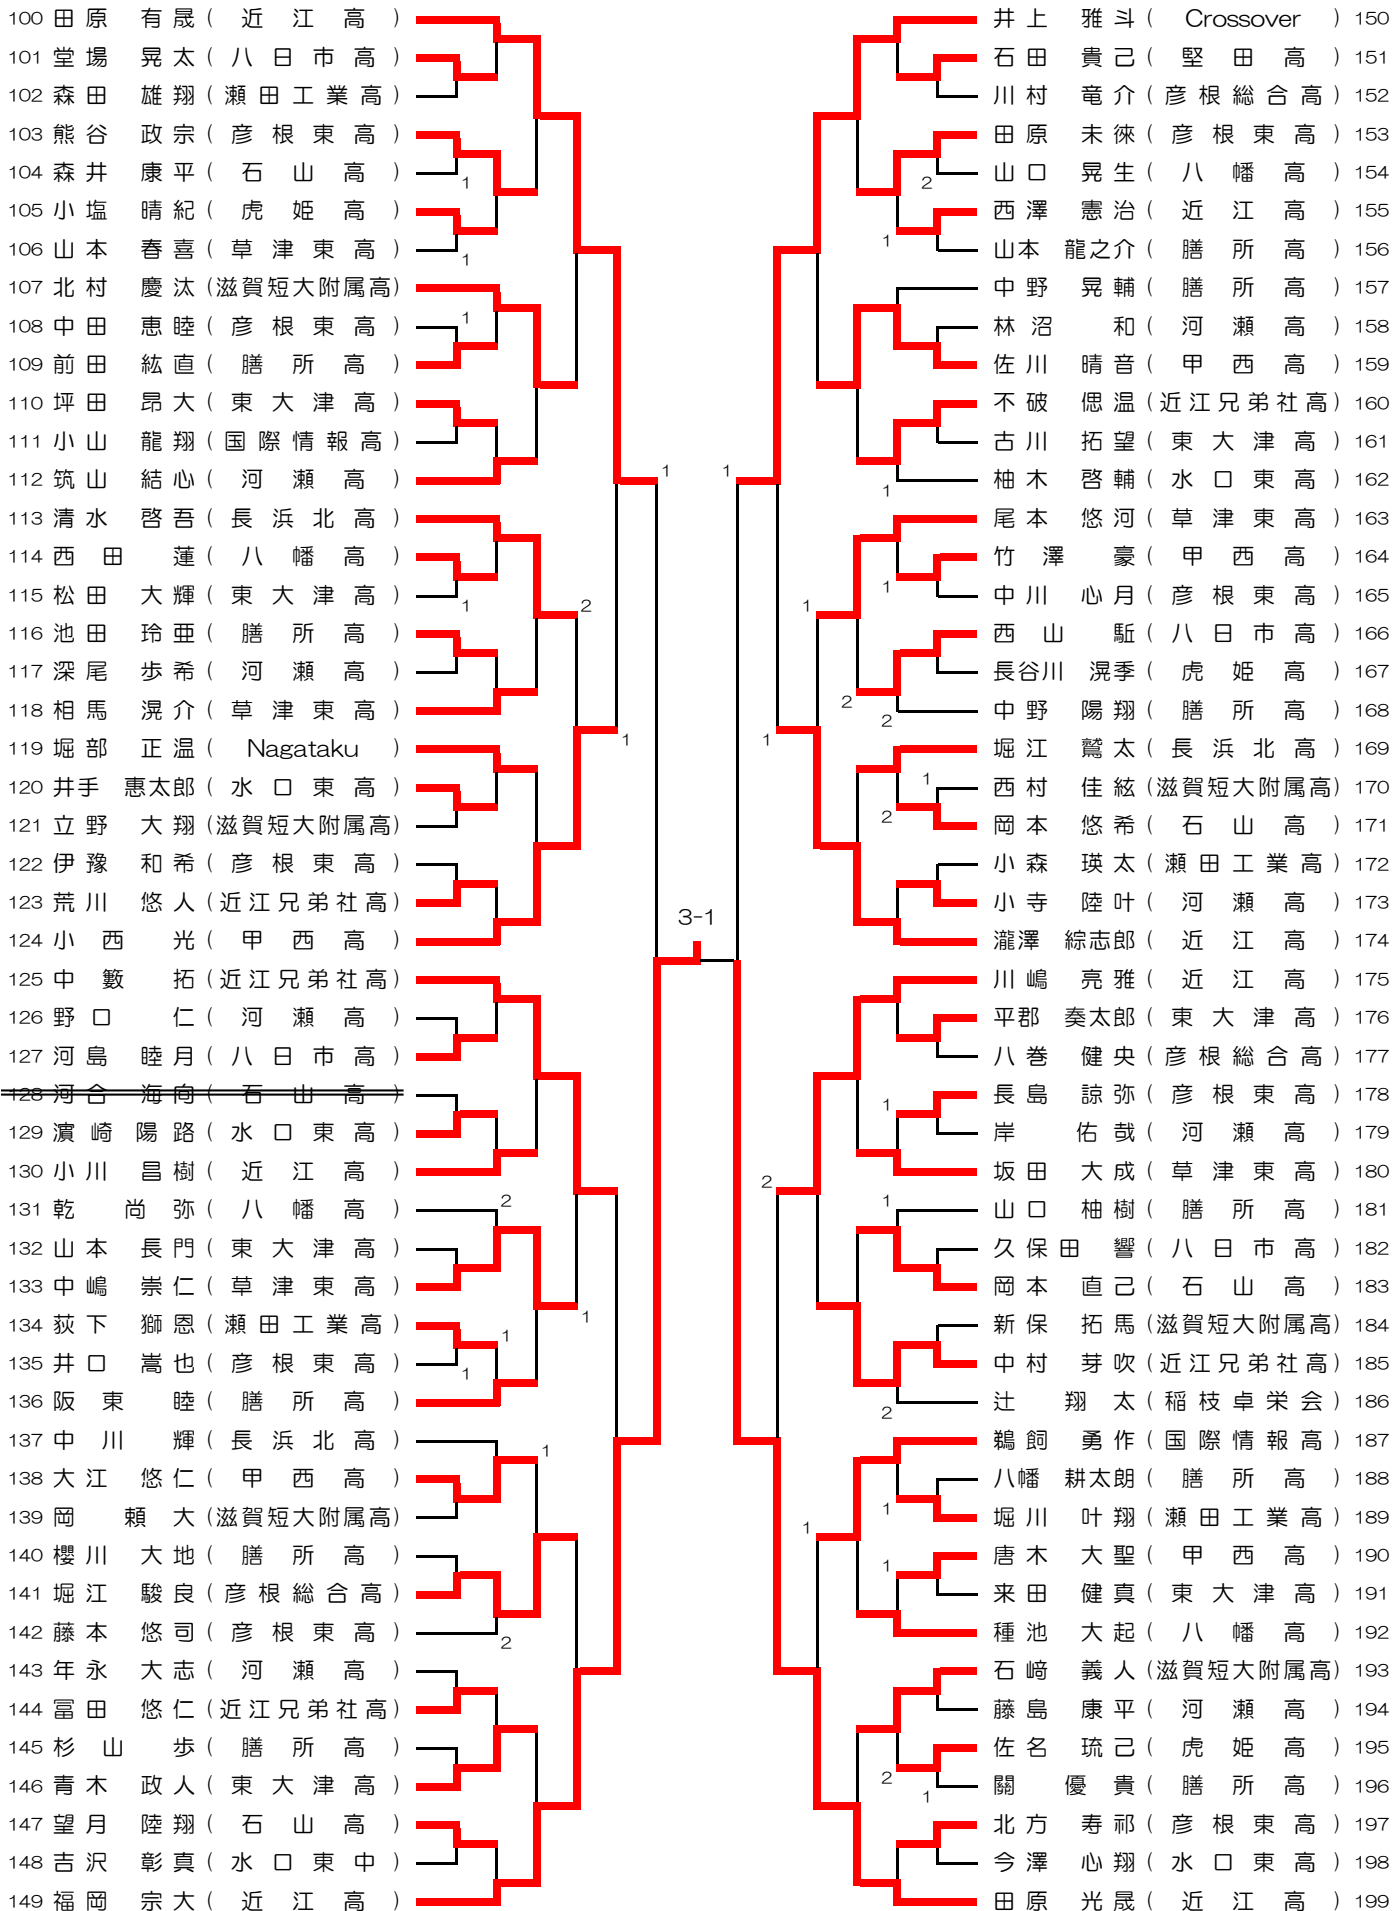 100 田原 有晟 ( 近江高 )
101 堂場 晃太 ( 八日市高 )
102 森田 雄翔 ( 瀬田工業高 )
103 熊谷 政宗 ( 彦根東高 )
104 森井 康平 ( 石山高 )
1
105 小塩 晴紀 ( 虎姫高 )
106 山本 春喜 ( 草津東高 )
1
107 北村 慶汰 (滋賀短大附属高)
108 中田 恵睦 ( 彦根東高 )
1
109 前田 紘直 ( 膳所高 )
110 坪田 昂大 ( 東大津高 )
111 小山 龍翔 ( 国際情報高 )
112 筑山 結心 ( 河瀬高 )
1
113 清水 啓吾 ( 長浜北高 )
114 西田 蓮 ( 八幡高 )
115 松田 大輝 ( 東大津高 )
1
2
116 池田 玲亜 ( 膳所高 )
117 深尾 歩希 ( 河瀬高 )
118 相馬 滉介 ( 草津東高 )
1
119 堀部 正温 ( Nagataku )
120 井手 惠太郎 ( 水口東高 )
121 立野 大翔 (滋賀短大附属高)
122 伊豫 和希 ( 彦根東高 )
123 荒川 悠人 (近江兄弟社高)
124 小西 光 ( 甲西高 )
3-1
125 中籔 拓 (近江兄弟社高)
126 野口 仁 ( 河瀬高 )
127 河島 睦月 ( 八日市高 )
128 河合 海向 ( 石山高 )
129 濵崎 陽路 ( 水口東高 )
130 小川 昌樹 ( 近江高 )
131 乾 尚弥 ( 八幡高 )
2
132 山本 長門 ( 東大津高 )
133 中嶋 崇仁 ( 草津東高 )
1
134 荻下 獅恩 ( 瀬田工業高 )
1
135 井口 嵩也 ( 彦根東高 )
1
136 阪東 睦 ( 膳所高 )
137 中川 輝 ( 長浜北高 )
1
138 大江 悠仁 ( 甲西高 )
139 岡 頼大 (滋賀短大附属高)
140 櫻川 大地 ( 膳所高 )
141 堀江 駿良 ( 彦根総合高 )
142 藤本 悠司 ( 彦根東高 )
2
143 年永 大志 ( 河瀬高 )
144 冨田 悠仁 (近江兄弟社高)
145 杉山 歩 ( 膳所高 )
146 青木 政人 ( 東大津高 )
147 望月 陸翔 ( 石山高 )
148 吉沢 彰真 ( 水口東中 )
149 福岡 宗大 ( 近江高 )
井上 雅斗 ( Crossover ) 150
石田 貴己 ( 堅田高 ) 151
川村 竜介 ( 彦根総合高 ) 152
田原 未徠 ( 彦根東高 ) 153
山口 晃生 ( 八幡高 ) 154
2
西澤 憲治 ( 近江高 ) 155
1
山本 龍之介 ( 膳所高 ) 156
中野 晃輔 ( 膳所高 ) 157
林沼 和 ( 河瀬高 ) 158
佐川 晴音 ( 甲西高 ) 159
不破 偲温 (近江兄弟社高) 160
古川 拓望 ( 東大津高 ) 161
1
柚木 啓輔 ( 水口東高 ) 162
1
尾本 悠河 ( 草津東高 ) 163
竹澤 豪 ( 甲西高 ) 164
1
中川 心月 ( 彦根東高 ) 165
1
西山 駈 ( 八日市高 ) 166
長谷川 滉季 ( 虎姫高 ) 167
2
中野 陽翔 ( 膳所高 ) 168
2
1
堀江 鷲太 ( 長浜北高 ) 169
1
西村 佳絃 (滋賀短大附属高) 170
2
岡本 悠希 ( 石山高 ) 171
小森 瑛太 ( 瀬田工業高 ) 172
小寺 陸叶 ( 河瀬高 ) 173
瀧澤 綜志郎 ( 近江高 ) 174
川嶋 亮雅 ( 近江高 ) 175
平郡 奏太郎 ( 東大津高 ) 176
八巻 健央 ( 彦根総合高 ) 177
長島 諒弥 ( 彦根東高 ) 178
1
岸 佑哉 ( 河瀬高 ) 179
坂田 大成 ( 草津東高 ) 180
2
山口 柚樹 ( 膳所高 ) 181
1
久保田 響 ( 八日市高 ) 182
岡本 直己 ( 石山高 ) 183
新保 拓馬 (滋賀短大附属高) 184
中村 芽吹 (近江兄弟社高) 185
辻 翔太 ( 稲枝卓栄会 ) 186
2
鵜飼 勇作 ( 国際情報高 ) 187
八幡 耕太朗 ( 膳所高 ) 188
1
堀川 叶翔 ( 瀬田工業高 ) 189
1
唐木 大聖 ( 甲西高 ) 190
1
来田 健真 ( 東大津高 ) 191
種池 大起 ( 八幡高 ) 192
石﨑 義人 (滋賀短大附属高) 193
藤島 康平 ( 河瀬高 ) 194
佐名 琉己 ( 虎姫高 ) 195
2
關 優貴 ( 膳所高 ) 196
1
北方 寿祁 ( 彦根東高 ) 197
今澤 心翔 ( 水口東高 ) 198
田原 光晟 ( 近江高 ) 199